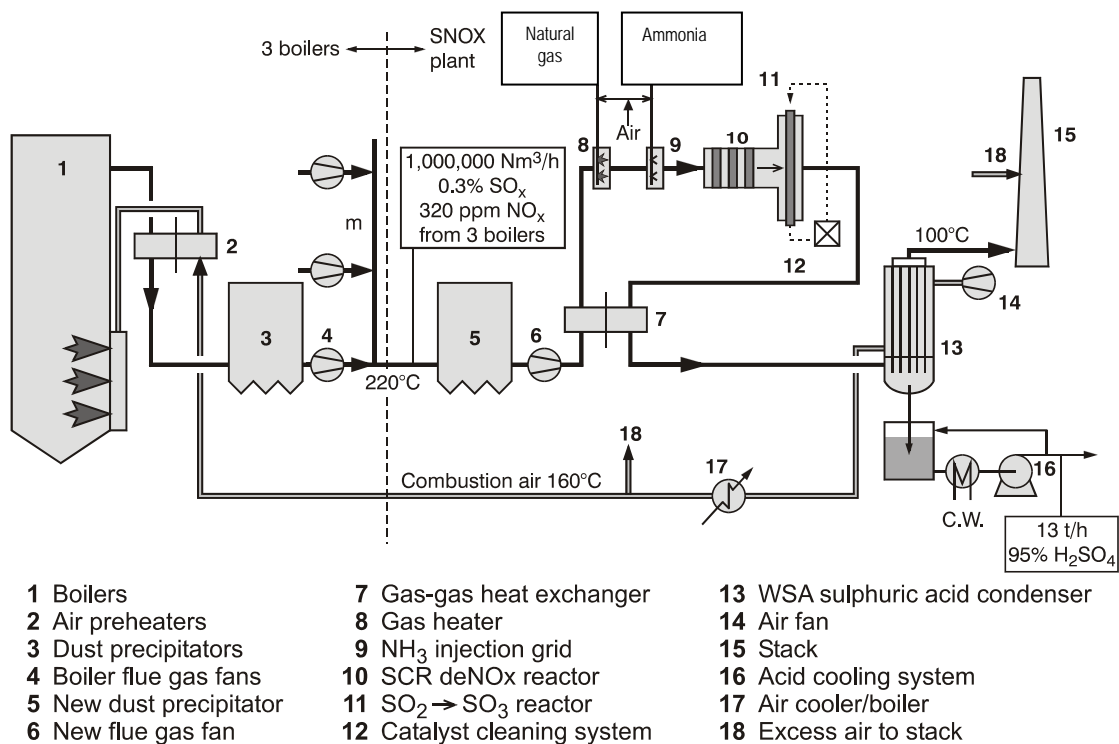 3 boilers
SNOX
plant
Natural
gas
Ammonia
Air
11
8
9
10
15
18
1
2
m
1,000,000 Nm³/h
0.3% SOₓ
320 ppm NOₓ
from 3 boilers
12
100°C
14
3
4
5
6
7
13
220°C
18
17
16
Combustion air 160°C
C.W.
13 t/h
95% H₂SO₄
1 Boilers
2 Air preheaters
3 Dust precipitators
4 Boiler flue gas fans
5 New dust precipitator
6 New flue gas fan
7 Gas-gas heat exchanger
8 Gas heater
9 NH₃ injection grid
10 SCR deNOx reactor
11 SO₂ → SO₃ reactor
12 Catalyst cleaning system
13 WSA sulphuric acid condenser
14 Air fan
15 Stack
16 Acid cooling system
17 Air cooler/boiler
18 Excess air to stack